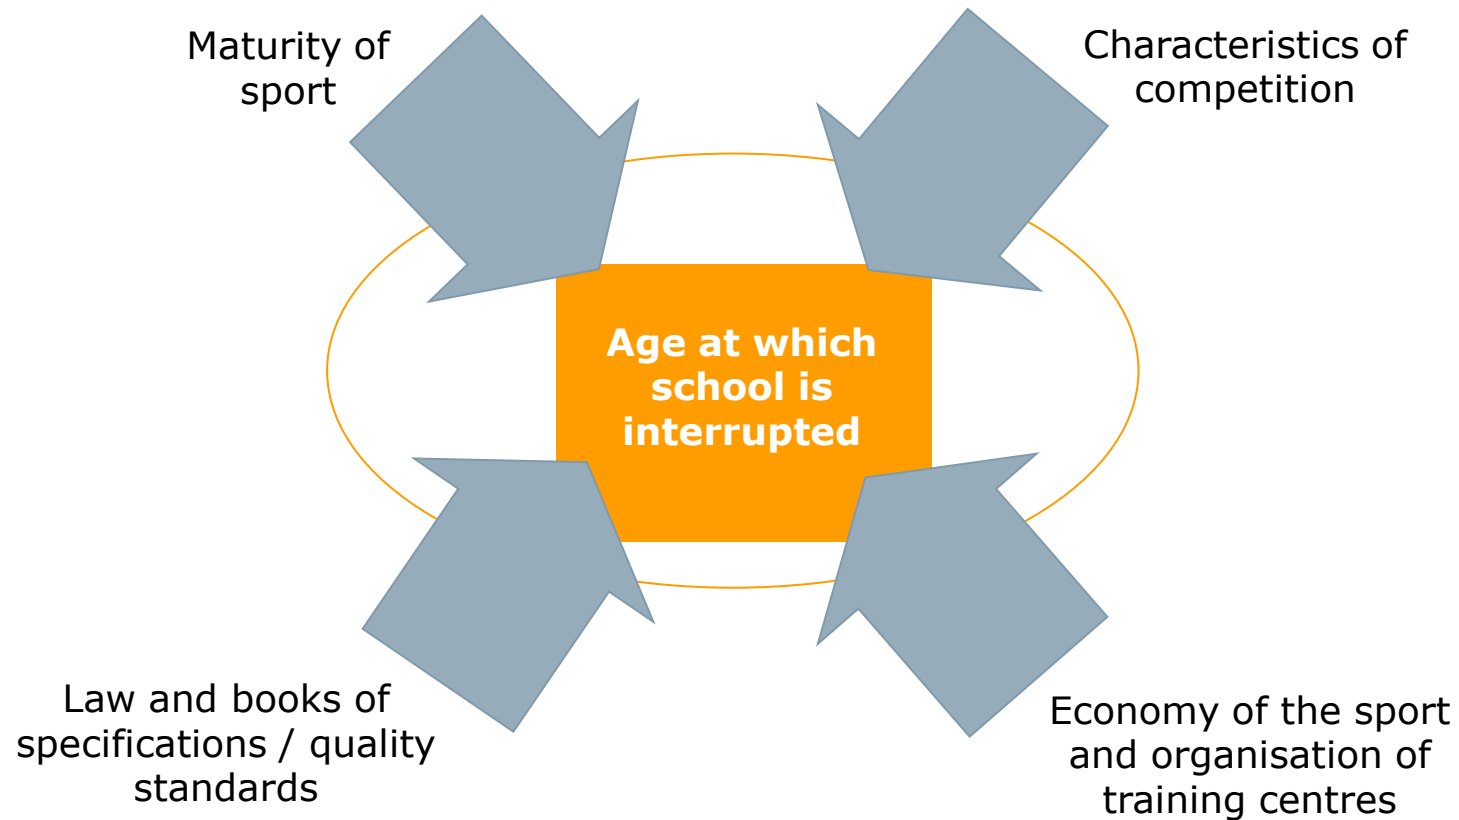 Maturity of
sport
Characteristics of
competition
Age at which
school is
interrupted
Law and books of
specifications / quality
standards
Economy of the sport
and organisation of
training centres